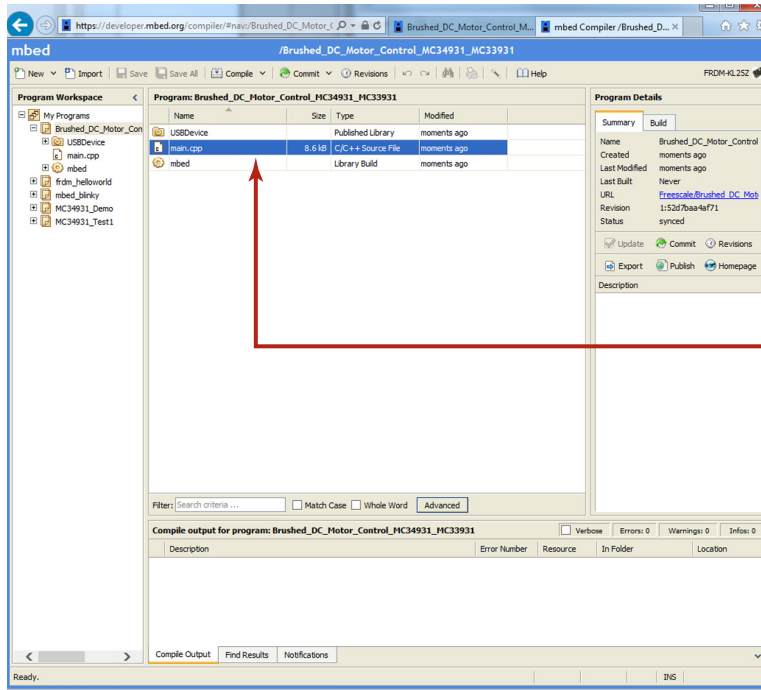 https://developer.mbed.org/compiler/#nav:/Brushed_DC_Motor_(
Brushed_DC_Motor_Control_M...
mbed Compiler /Brushed_D...
mbed
/Brushed_DC_Motor_Control_MC34931_MC33931
New Import Save Save All Compile Commit Revisions Help FRDM-KL25Z
Program Workspace <
My Programs
Brushed_DC_Motor_Con
USBDevice
main.cpp
mbed
frdm_helloworld
mbed_blinky
MC34931_Demo
MC34931_Test1
Program: Brushed_DC_Motor_Control_MC34931_MC33931
Name Size Type Modified
USBDevice Published Library moments ago
main.cpp 8.6 kB C/C++ Source File moments ago
mbed Library Build moments ago
Filter: Search criteria ... Match Case Whole Word Advanced
Program Details
Summary Build
Name Brushed_DC_Motor_Control
Created moments ago
Last Modified moments ago
Last Built Never
URL Freescale/Brushed_DC_Mot
Revision 1:52d7baa4af71
Status synced
Update Commit Revisions
Export Publish Homepage
Description
Compile output for program: Brushed_DC_Motor_Control_MC34931_MC33931
Verbose Errors: 0 Warnings: 0 Infos: 0
Description Error Number Resource In Folder Location
Compile Output Find Results Notifications
Ready. INS